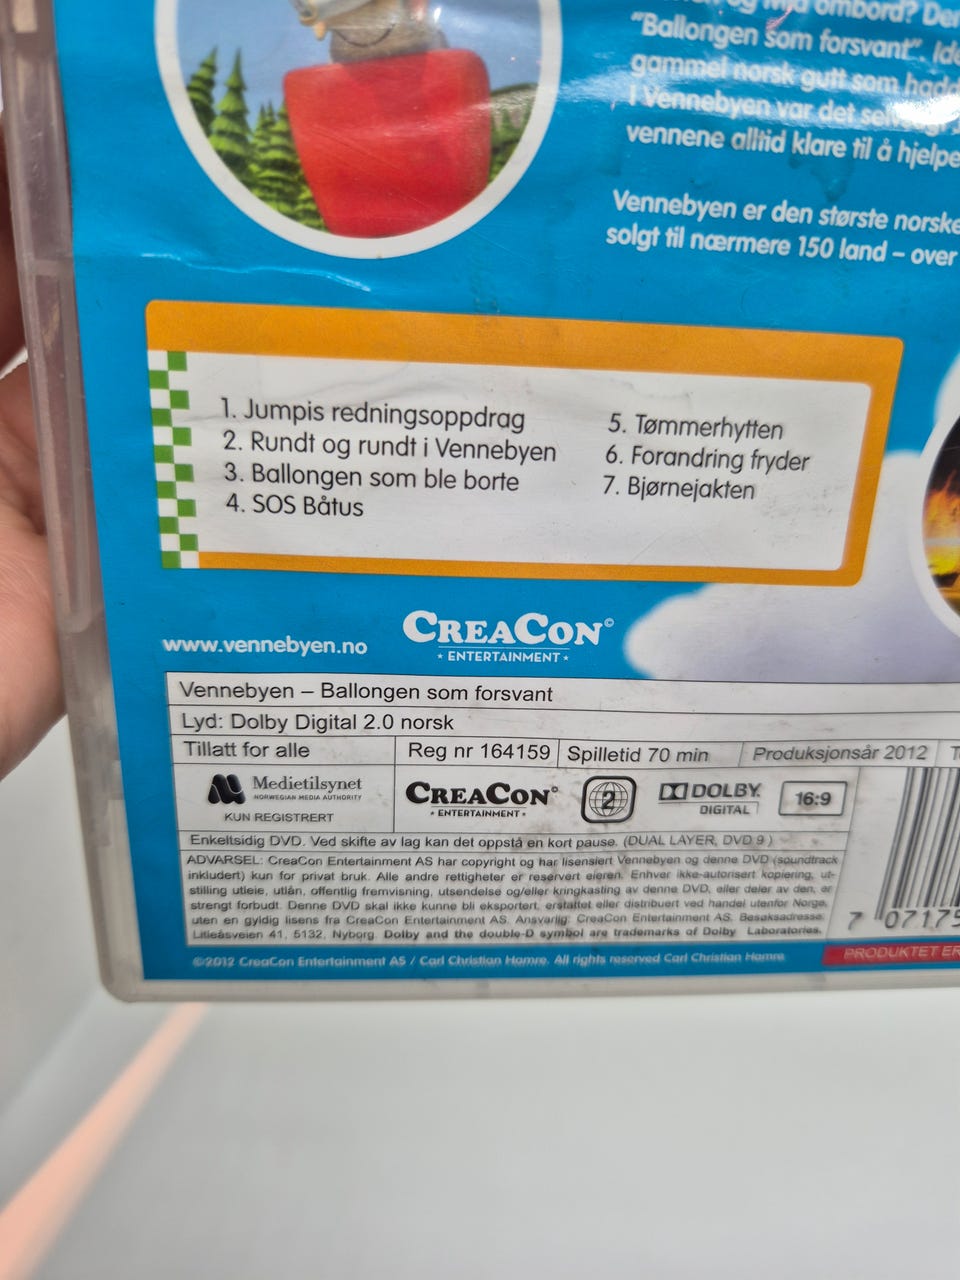 og ombord? Den
"Ballongen som forsvant". Ide
gammel norsk gutt som hadd
I Vennebyen var det
vennene alltid klare til å hjelpe
Vennebyen er den største norske
solgt til nærmere 150 land – over
1. Jumpis redningsoppdrag
2. Rundt og rundt i Vennebyen
3. Ballongen som ble borte
4. SOS Båtus
5. Tømmerhytten
6. Forandring fryder
7. Bjørnejakten
www.vennebyen.no
CREACON©
★ ENTERTAINMENT ★
Vennebyen – Ballongen som forsvant
Lyd: Dolby Digital 2.0 norsk
Tillatt for alle
Reg nr 164159
Spilletid 70 min
Produksjonsår 2012
Medietilsynet
NORWEGIAN MEDIA AUTHORITY
KUN REGISTRERT
CREACON©
★ ENTERTAINMENT ★
2
DOLBY
DIGITAL
16:9
Enkeltsidig DVD. Ved skifte av lag kan det oppstå en kort pause. (DUAL LAYER, DVD 9 )
ADVARSEL: CreaCon Entertainment AS har copyright og har lisensiert Vennebyen og denne DVD (soundtrack
inkludert) kun for privat bruk. Alle andre rettigheter er reservert eieren. Enhver ikke-autorisert kopiering, ut-
stilling utleie, utlån, offentlig fremvisning, utsendelse og/eller kringkasting av denne DVD, eller deler av den, er
strengt forbudt. Denne DVD skal ikke kunne bli eksportert, erstattet eller distribuert ved handel utenfor Norge,
uten en gyldig lisens fra CreaCon Entertainment AS. Ansvarlig: CreaCon Entertainment AS. Besøksadresse:
Litleåsveien 41, 5132, Nyborg. Dolby and the double-D symbol are trademarks of Dolby Laboratories.
7 07175
©2012 CreaCon Entertainment AS / Carl Christian Hamre. All rights reserved Carl Christian Hamre.
PRODUKTET ER